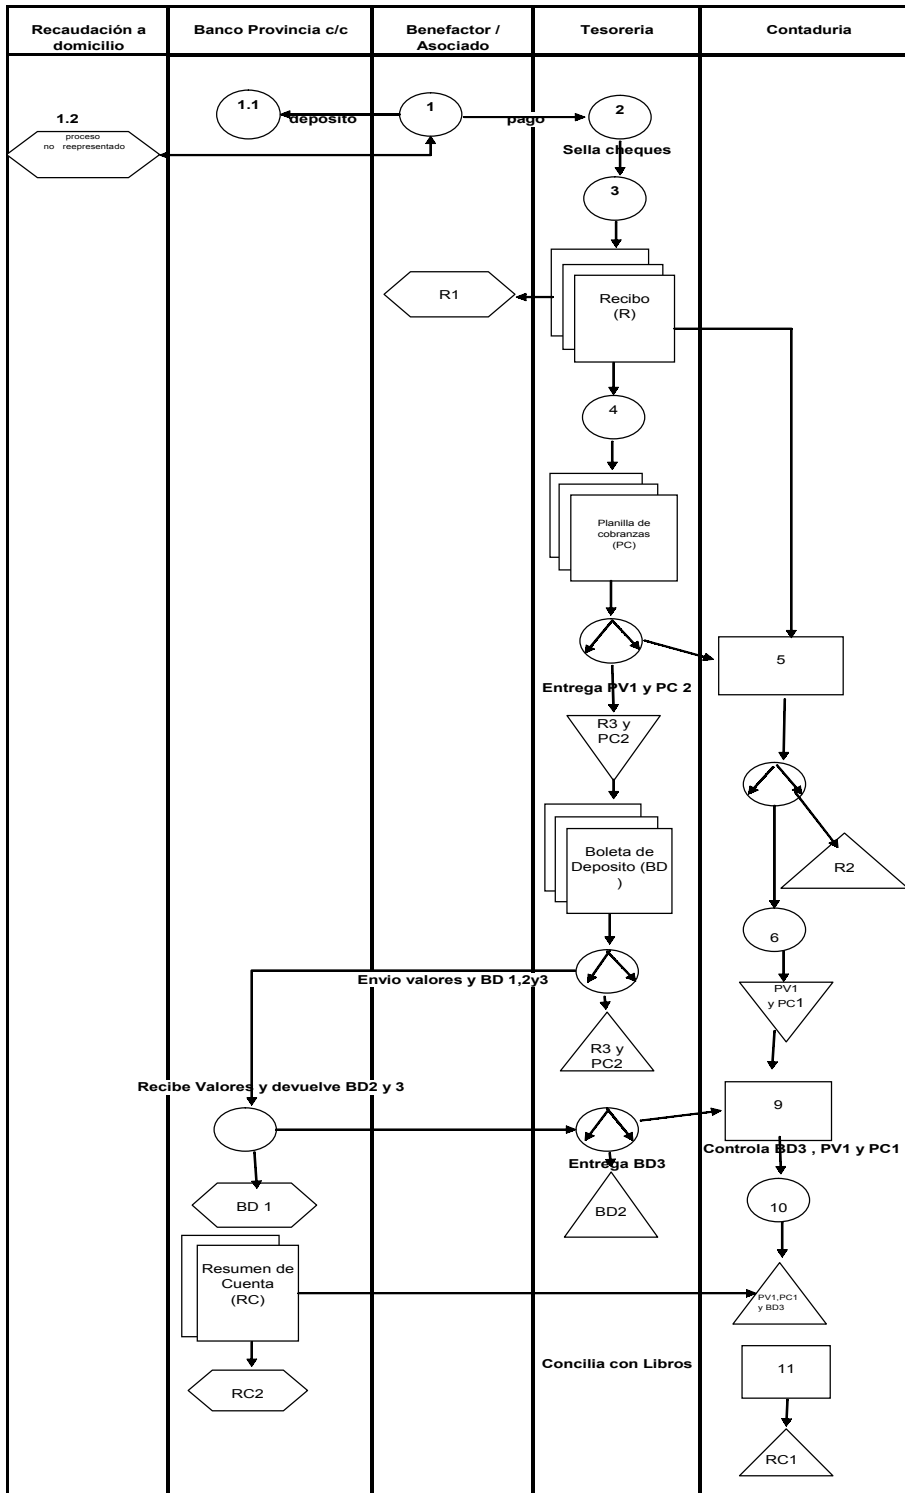 Recaudación a
domicilio
Banco Provincia c/c
Benefactor /
Asociado
Tesoreria
Contaduria
1.2
proceso
no reepresentado
1.1
deposito
1
pago
2
Sella cheques
3
R1
Recibo
(R)
4
Planilla de
cobranzas
(PC)
5
Entrega PV1 y PC 2
R3 y
PC2
Boleta de
Deposito (BD
)
R2
6
Envio valores y BD 1,2y3
PV1
y PC1
R3 y
PC2
Recibe Valores y devuelve BD2 y 3
9
Controla BD3 , PV1 y PC1
Entrega BD3
BD 1
BD2
10
Resumen de
Cuenta
(RC)
PV1,PC1
y BD3
Concilia con Libros
11
RC2
RC1